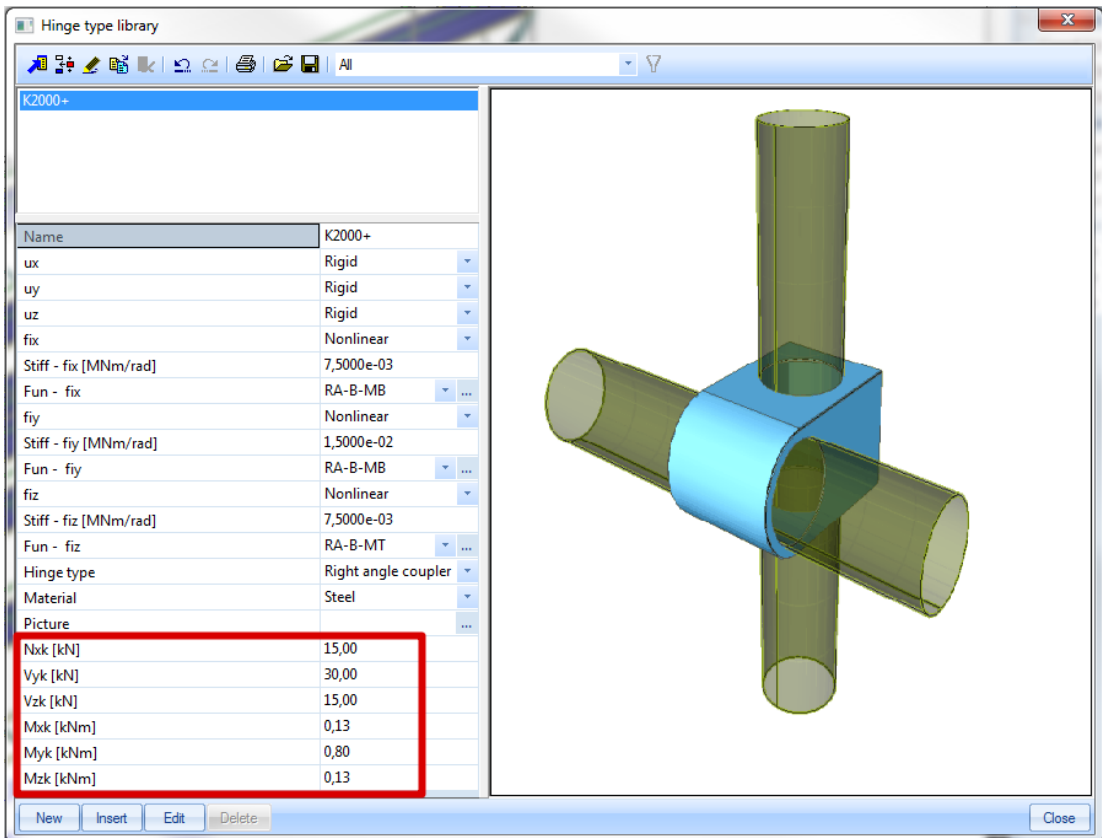 Hinge type library
x
All
K2000+
Name K2000+
ux Rigid
uy Rigid
uz Rigid
fix Nonlinear
Stiff - fix [MNm/rad] 7,5000e-03
Fun - fix RA-B-MB ...
fiy Nonlinear
Stiff - fiy [MNm/rad] 1,5000e-02
Fun - fiy RA-B-MB ...
fiz Nonlinear
Stiff - fiz [MNm/rad] 7,5000e-03
Fun - fiz RA-B-MT ...
Hinge type Right angle coupler
Material Steel
Picture ...
Nxk [kN] 15,00
Vyk [kN] 30,00
Vzk [kN] 15,00
Mxk [kNm] 0,13
Myk [kNm] 0,80
Mzk [kNm] 0,13
New Insert Edit Delete Close